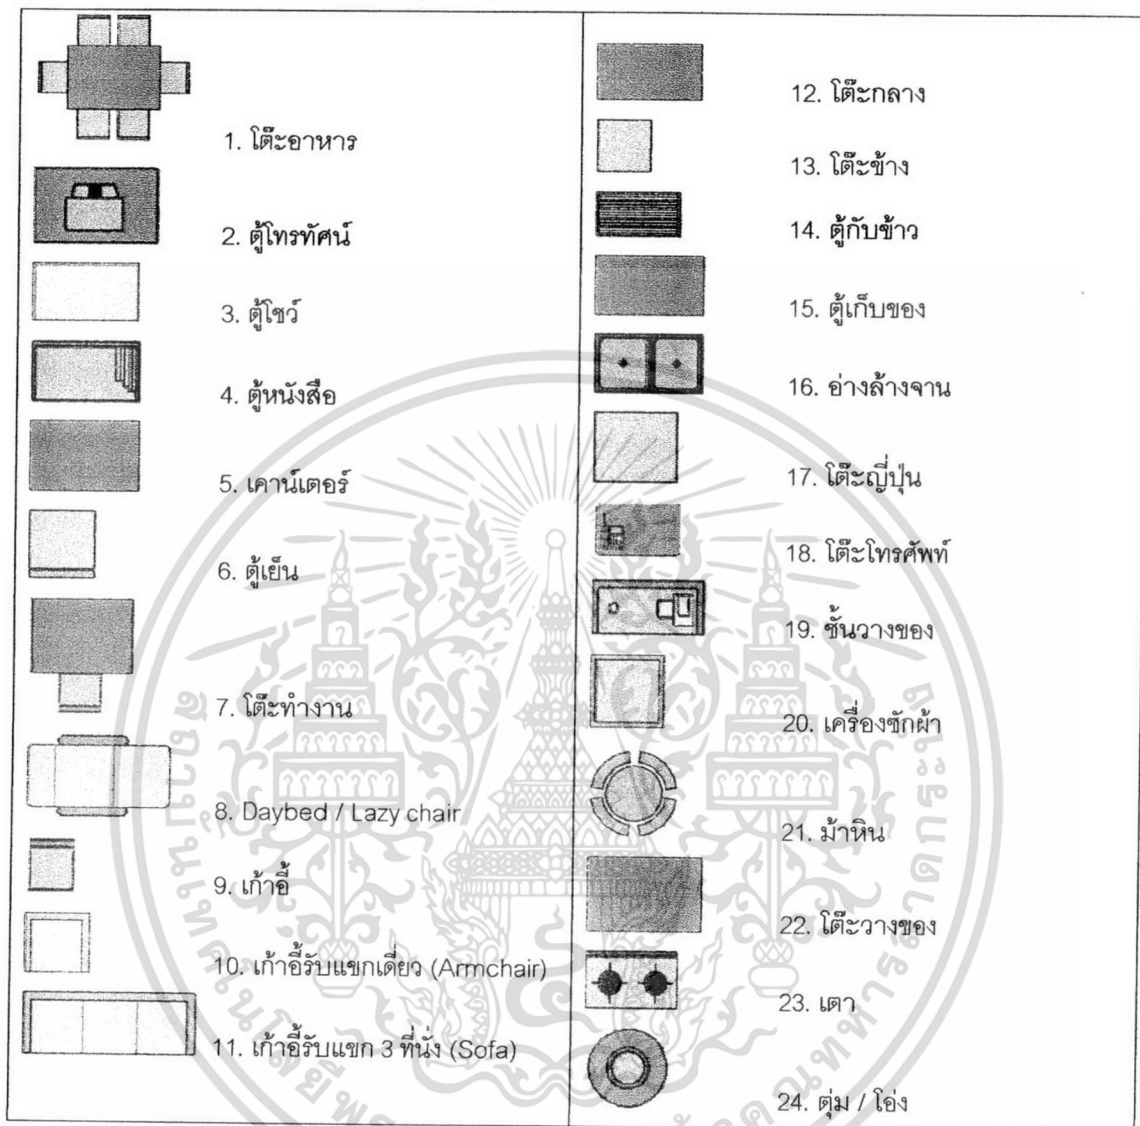 1. โต๊ะอาหาร
2. ตู้โทรทัศน์
3. ตู้โชว์
4. ตู้หนังสือ
5. เคาน์เตอร์
6. ตู้เย็น
7. โต๊ะทำงาน
8. Daybed / Lazy chair
9. เก้าอี้
10. เก้าอี้รับแขกเดี่ยว (Armchair)
11. เก้าอี้รับแขก 3 ที่นั่ง (Sofa)
12. โต๊ะกลาง
13. โต๊ะข้าง
14. ตู้กับข้าว
15. ตู้เก็บของ
16. อ่างล้างจาน
17. โต๊ะญี่ปุ่น
18. โต๊ะโทรศัพท์
19. ชั้นวางของ
20. เครื่องซักผ้า
21. ม้าหิน
22. โต๊ะวางของ
23. เตา
24. ตุ่ม / โอ่ง